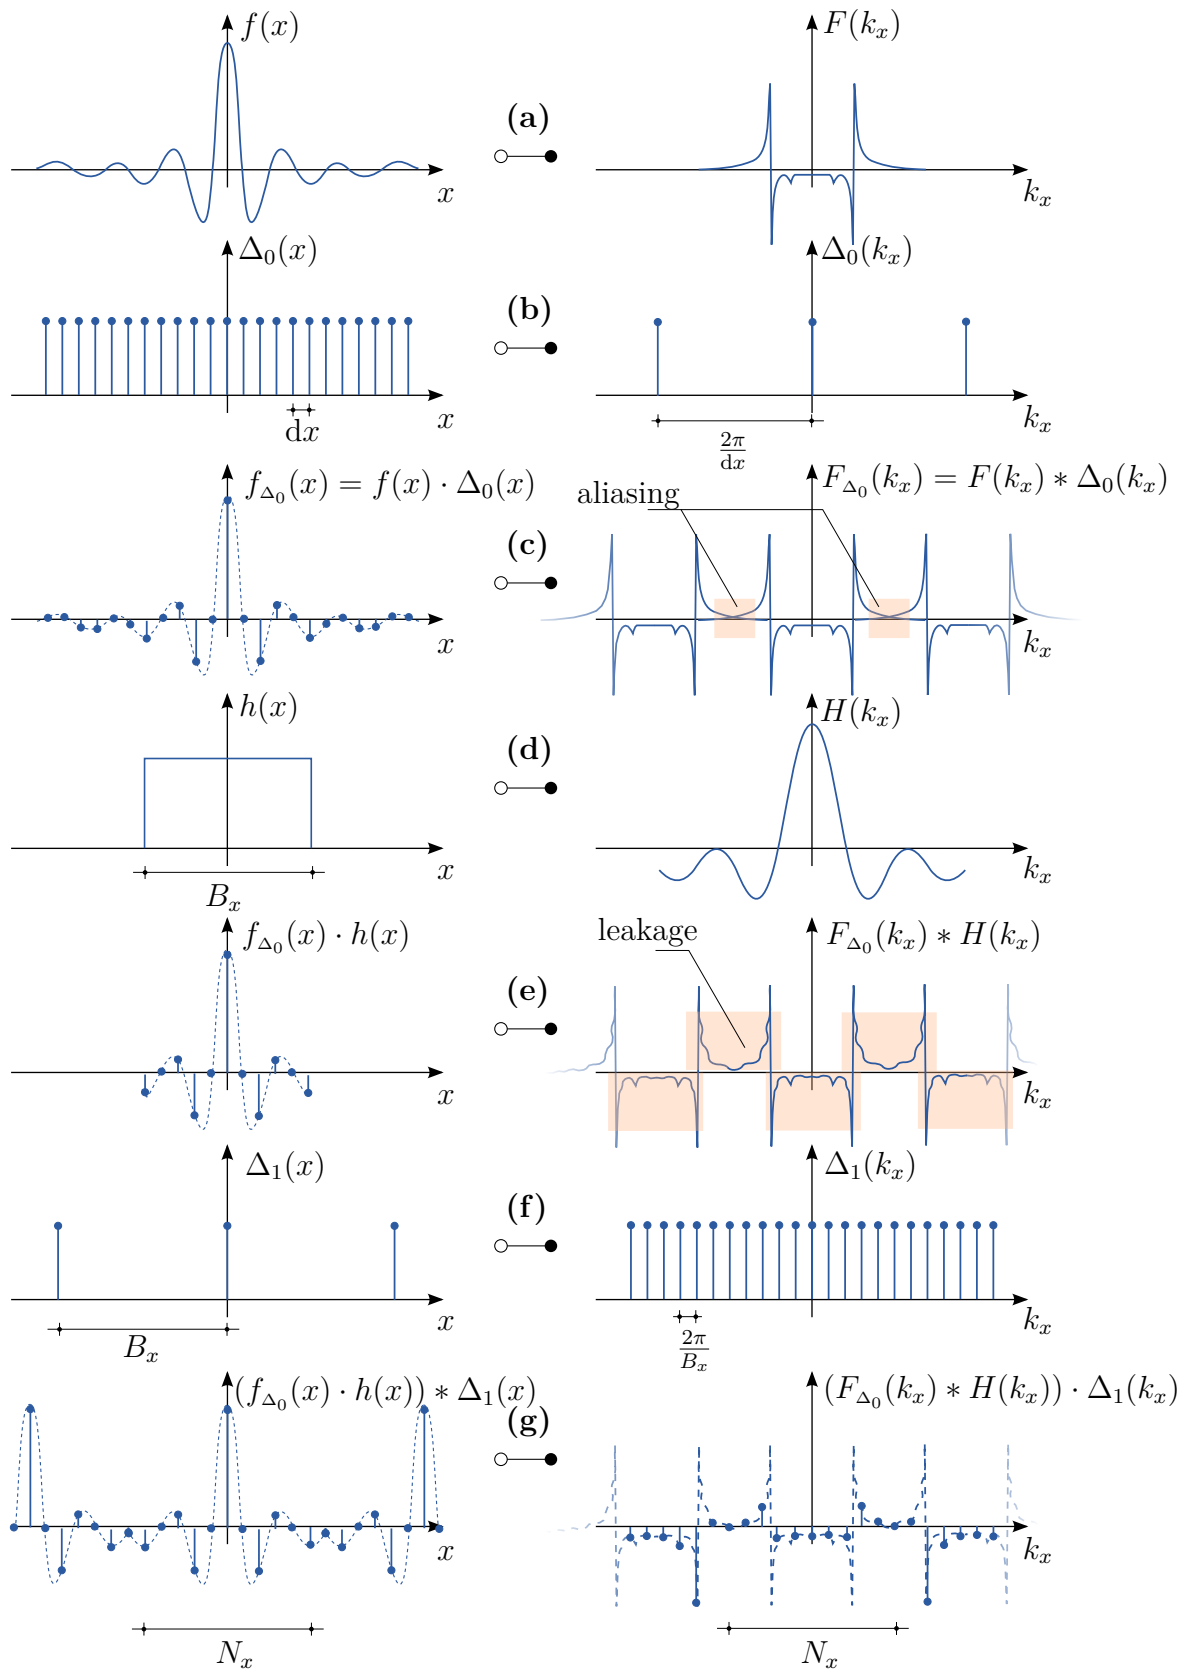 f(x)
F(k_x)
(a)
x
k_x
Δ_0(x)
Δ_0(k_x)
(b)
x
k_x
dx
2π/dx
f_{Δ_0}(x) = f(x) · Δ_0(x)
F_{Δ_0}(k_x) = F(k_x) ∗ Δ_0(k_x)
aliasing
(c)
x
k_x
h(x)
H(k_x)
(d)
x
k_x
B_x
f_{Δ_0}(x) · h(x)
leakage
F_{Δ_0}(k_x) ∗ H(k_x)
(e)
x
k_x
Δ_1(x)
Δ_1(k_x)
(f)
x
k_x
B_x
2π/B_x
(f_{Δ_0}(x) · h(x)) ∗ Δ_1(x)
(F_{Δ_0}(k_x) ∗ H(k_x)) · Δ_1(k_x)
(g)
x
k_x
N_x
N_x